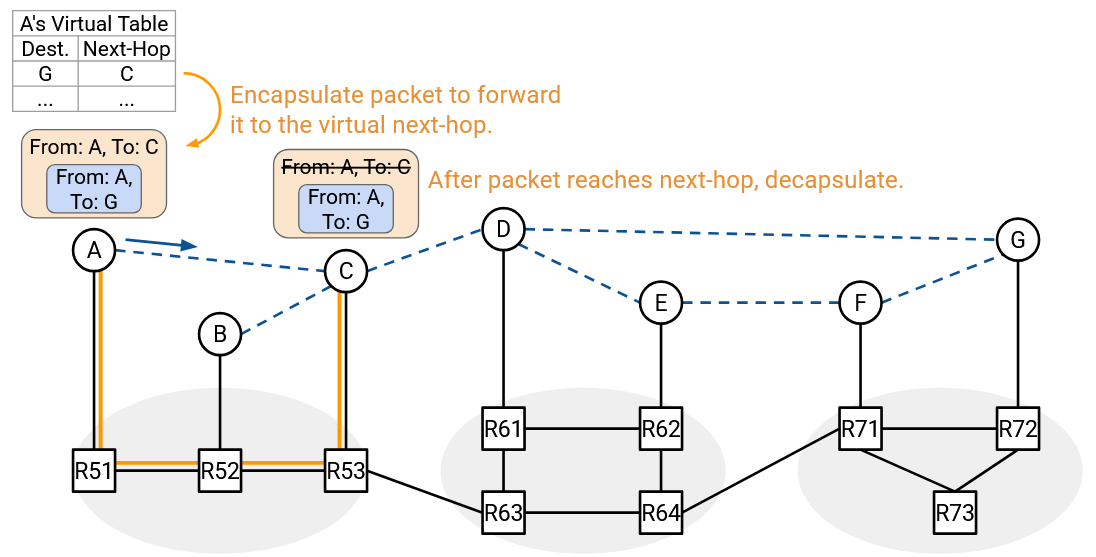 A's Virtual Table
Dest. Next-Hop
G C
... ...
Encapsulate packet to forward
it to the virtual next-hop.
From: A, To: C
From: A,
To: G
From: A, To: C
From: A,
To: G
After packet reaches next-hop, decapsulate.
A
C
D
G
B
E
F
R51
R52
R53
R61
R62
R63
R64
R71
R72
R73